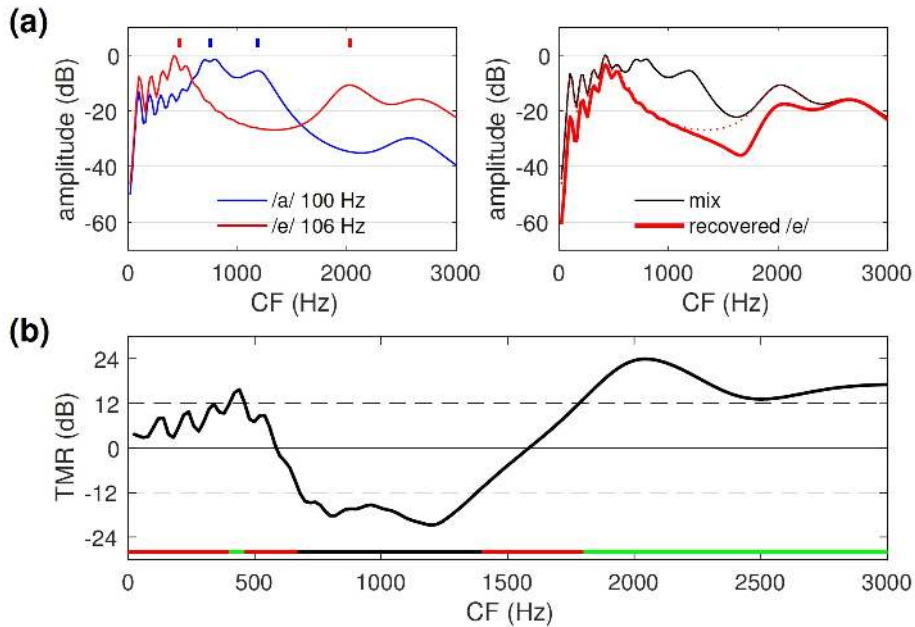 (a)
0
-20
-40
-60
amplitude (dB)
/a/ 100 Hz
/e/ 106 Hz
0
1000
2000
3000
CF (Hz)
0
-20
-40
-60
amplitude (dB)
mix
recovered /e/
0
1000
2000
3000
CF (Hz)
(b)
24
12
0
-12
-24
TMR (dB)
0
500
1000
1500
2000
2500
3000
CF (Hz)